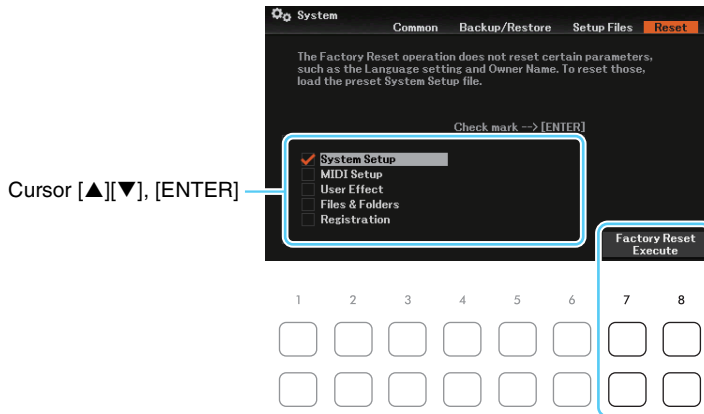 System
Common Backup/Restore Setup Files Reset
The Factory Reset operation does not reset certain parameters,
such as the Language setting and Owner Name. To reset those,
load the preset System Setup file.
Check mark --> [ENTER]
System Setup
MIDI Setup
User Effect
Files & Folders
Registration
Cursor [▲][▼], [ENTER]
Factory Reset
Execute
1 2 3 4 5 6 7 8